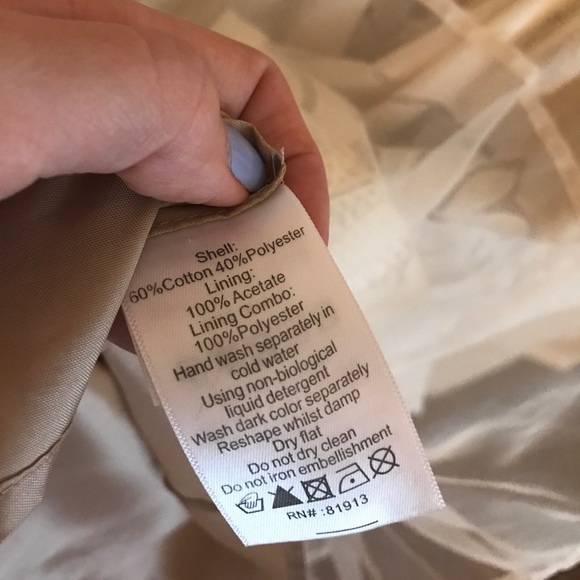 Shell:
60%Cotton 40%Polyester
Lining:
100% Acetate
Lining Combo:
100%Polyester
Hand wash separately in
cold water
Using non-biological
liquid detergent
Wash dark color separately
Reshape whilst damp
Dry flat
Do not dry clean
Do not iron embellishment
RN# :81913